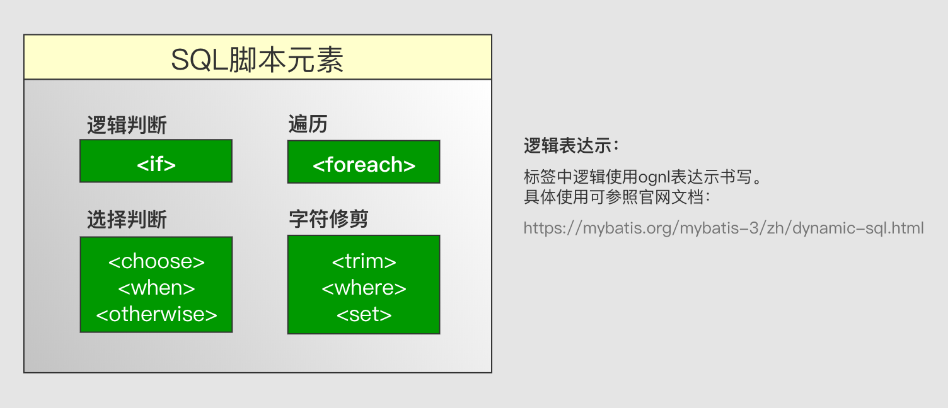 SQL脚本元素
逻辑判断
<if>
遍历
<foreach>
选择判断
<choose>
<when>
<otherwise>
字符修剪
<trim>
<where>
<set>
逻辑表达示：
标签中逻辑使用ognl表达示书写。
具体使用可参照官网文档：
https://mybatis.org/mybatis-3/zh/dynamic-sql.html